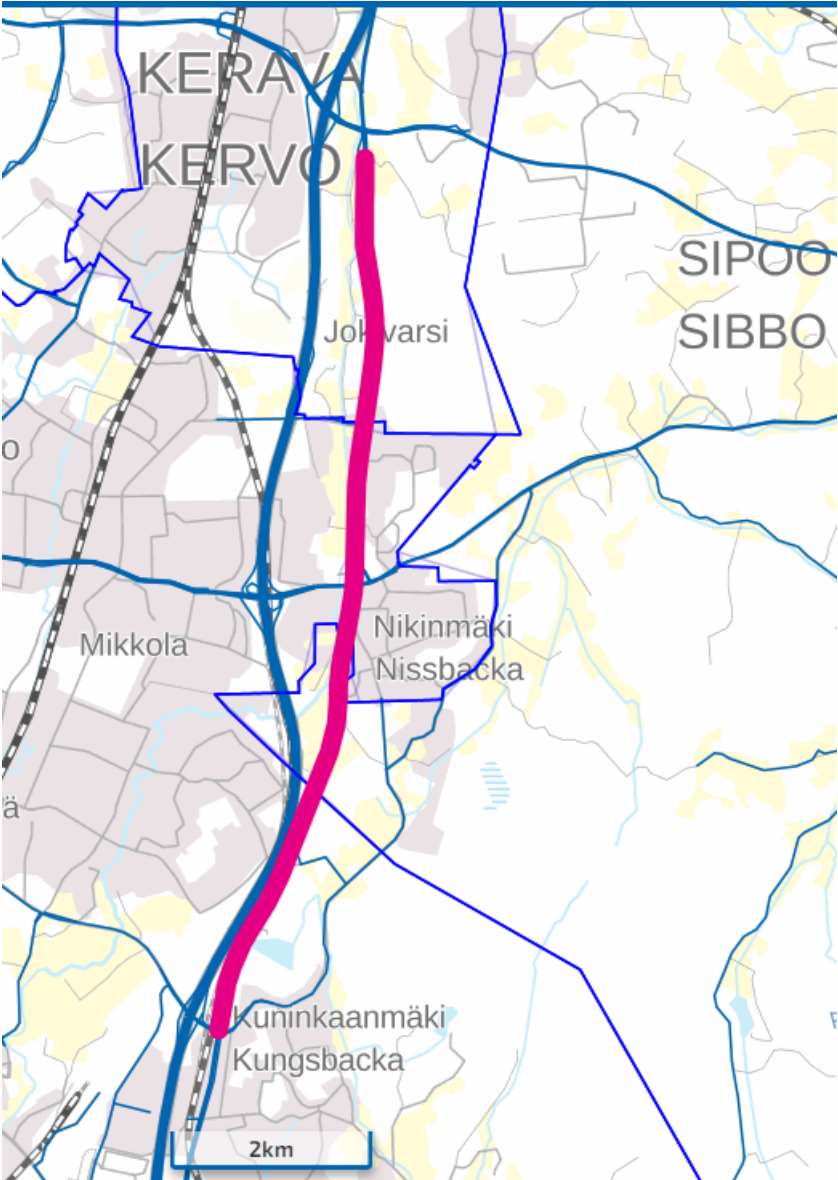 KERAVA
KERVO
SIPOO
SIBBO
Jokivarsi
o
Nikinmäki
Mikkola
Nissbacka
ä
Kuninkaanmäki
Kungsbacka
2km